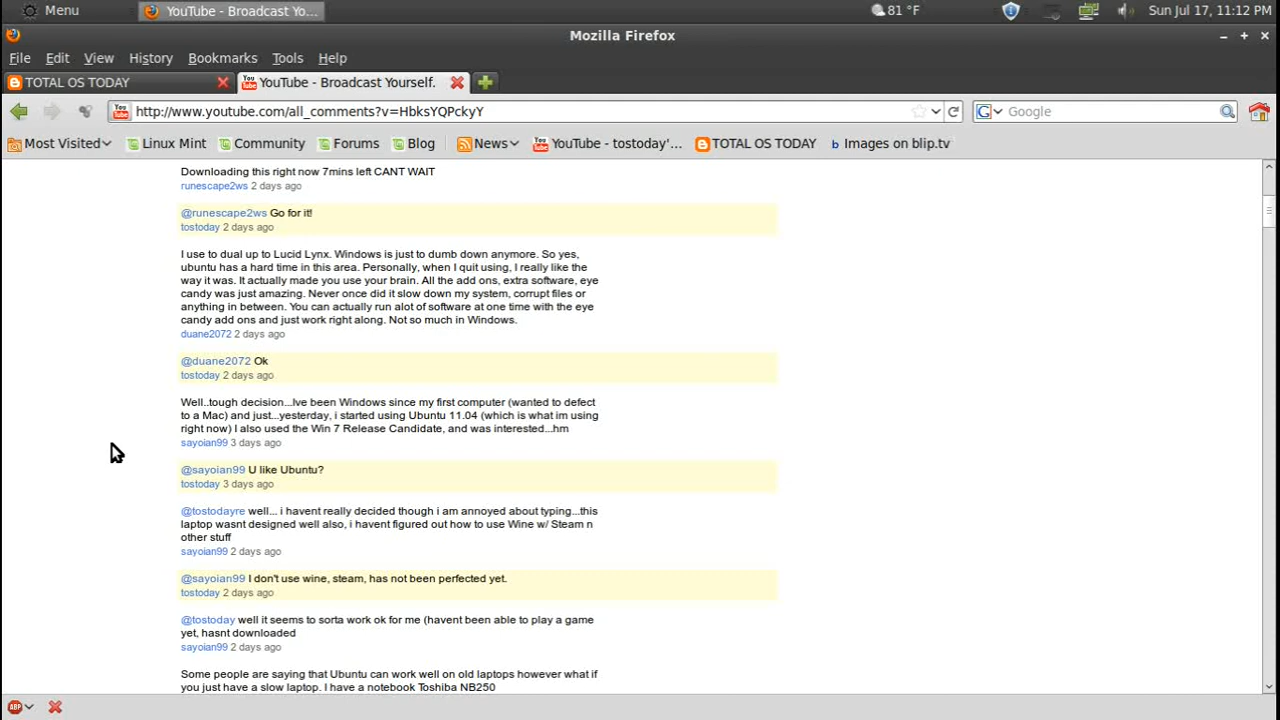 Menu
YouTube - Broadcast Yo...
81 °F
Sun Jul 17, 11:12 PM
Mozilla Firefox
File Edit View History Bookmarks Tools Help
TOTAL OS TODAY
YouTube - Broadcast Yourself.
http://www.youtube.com/all_comments?v=HbksYQPckyY
Google
Most Visited
Linux Mint
Community
Forums
Blog
News
YouTube - tostoday'...
TOTAL OS TODAY
Images on blip.tv
Downloading this right now 7mins left CANT WAIT
runescape2ws 2 days ago
@runescape2ws Go for it!
tostoday 2 days ago
I use to dual up to Lucid Lynx. Windows is just to dumb down anymore. So yes,
ubuntu has a hard time in this area. Personally, when I quit using, I really like the
way it was. It actually made you use your brain. All the add ons, extra software, eye
candy was just amazing. Never once did it slow down my system, corrupt files or
anything in between. You can actually run alot of software at one time with the eye
candy add ons and just work right along. Not so much in Windows.
duane2072 2 days ago
@duane2072 Ok
tostoday 2 days ago
Well..tough decision...Ive been Windows since my first computer (wanted to defect
to a Mac) and just...yesterday, i started using Ubuntu 11.04 (which is what im using
right now) I also used the Win 7 Release Candidate, and was interested...hm
sayoian99 3 days ago
@sayoian99 U like Ubuntu?
tostoday 3 days ago
@tostodayre well... i havent really decided though i am annoyed about typing...this
laptop wasnt designed well also, i havent figured out how to use Wine w/ Steam n
other stuff
sayoian99 2 days ago
@sayoian99 I don't use wine, steam, has not been perfected yet.
tostoday 2 days ago
@tostoday well it seems to sorta work ok for me (havent been able to play a game
yet, hasnt downloaded
sayoian99 2 days ago
Some people are saying that Ubuntu can work well on old laptops however what if
you just have a slow laptop. I have a notebook Toshiba NB250
ABP